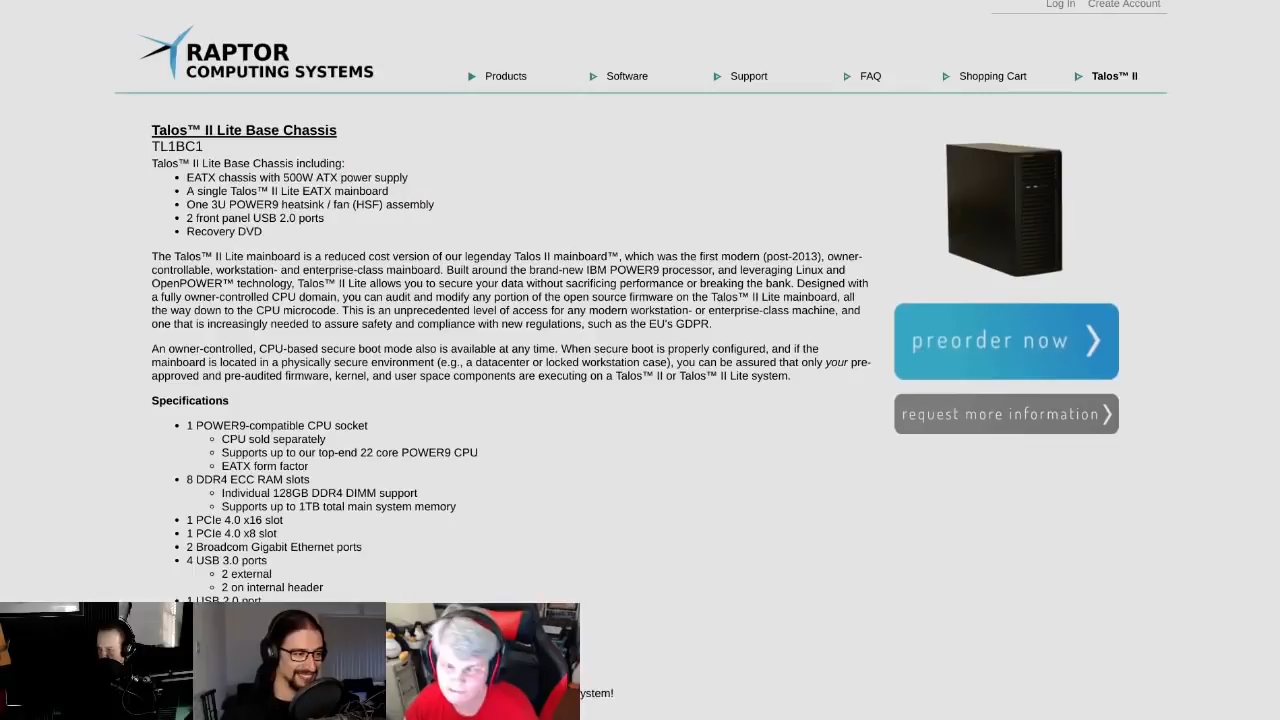 Log In Create Account
RAPTOR
COMPUTING SYSTEMS
Products Software Support FAQ Shopping Cart Talos™ II
Talos™ II Lite Base Chassis
TL1BC1
Talos™ II Lite Base Chassis including:
• EATX chassis with 500W ATX power supply
• A single Talos™ II Lite EATX mainboard
• One 3U POWER9 heatsink / fan (HSF) assembly
• 2 front panel USB 2.0 ports
• Recovery DVD
The Talos™ II Lite mainboard is a reduced cost version of our legendary Talos II mainboard™, which was the first modern (post-2013), owner-
controllable, workstation- and enterprise-class mainboard. Built around the brand-new IBM POWER9 processor, and leveraging Linux and
OpenPOWER™ technology, Talos™ II Lite allows you to secure your data without sacrificing performance or breaking the bank. Designed with
a fully owner-controlled CPU domain, you can audit and modify any portion of the open source firmware on the Talos™ II Lite mainboard, all
the way down to the CPU microcode. This is an unprecedented level of access for any modern workstation- or enterprise-class machine, and
one that is increasingly needed to assure safety and compliance with new regulations, such as the EU's GDPR.
An owner-controlled, CPU-based secure boot mode also is available at any time. When secure boot is properly configured, and if the
mainboard is located in a physically secure environment (e.g., a datacenter or locked workstation case), you can be assured that only your pre-
approved and pre-audited firmware, kernel, and user space components are executing on a Talos™ II or Talos™ II Lite system.
preorder now
request more information
Specifications
• 1 POWER9-compatible CPU socket
◦ CPU sold separately
◦ Supports up to our top-end 22 core POWER9 CPU
◦ EATX form factor
• 8 DDR4 ECC RAM slots
◦ Individual 128GB DDR4 DIMM support
◦ Supports up to 1TB total main system memory
• 1 PCIe 4.0 x16 slot
• 1 PCIe 4.0 x8 slot
• 2 Broadcom Gigabit Ethernet ports
• 4 USB 3.0 ports
◦ 2 external
◦ 2 on internal header
• 1 USB 2.0 port
ystem!